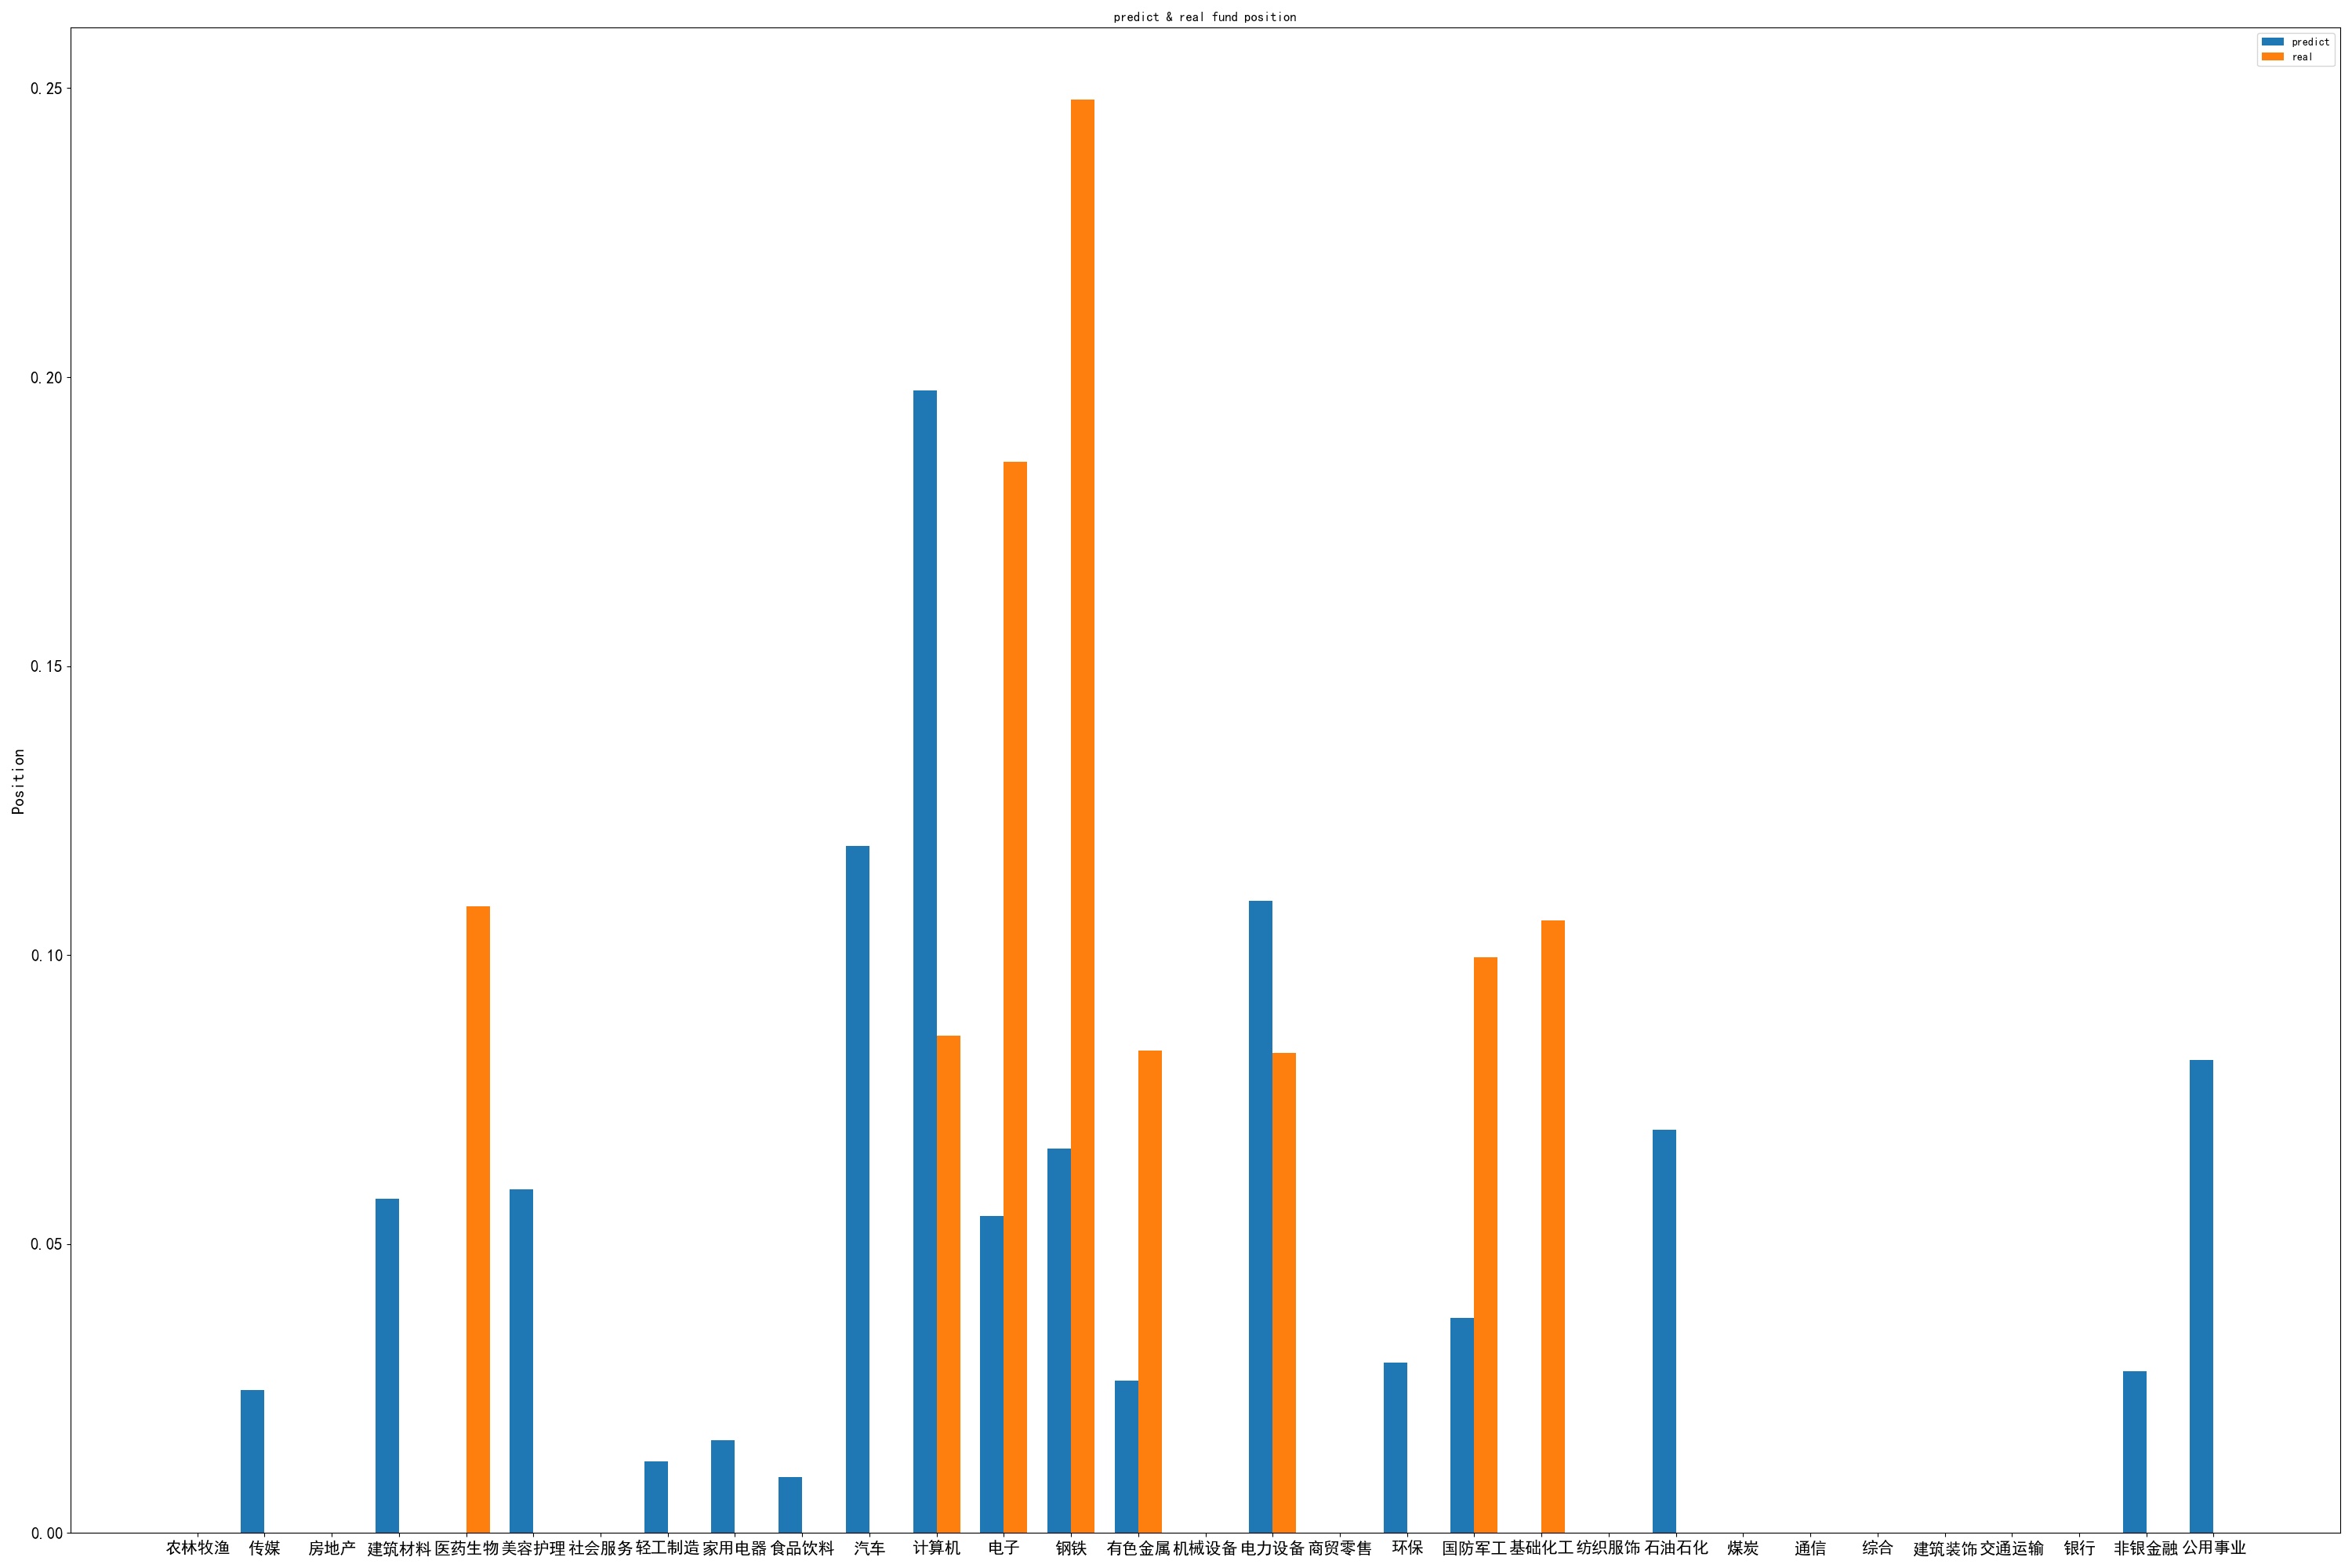 predict & real fund position
predict
real
0.25
0.20
0.15
0.10
0.05
0.00
Position
农林牧渔 传媒 房地产 建筑材料 医药生物 美容护理 社会服务 轻工制造 家用电器 食品饮料 汽车 计算机 电子 钢铁 有色金属 机械设备 电力设备 商贸零售 环保 国防军工 基础化工 纺织服饰 石油石化 煤炭 通信 综合 建筑装饰 交通运输 银行 非银金融 公用事业